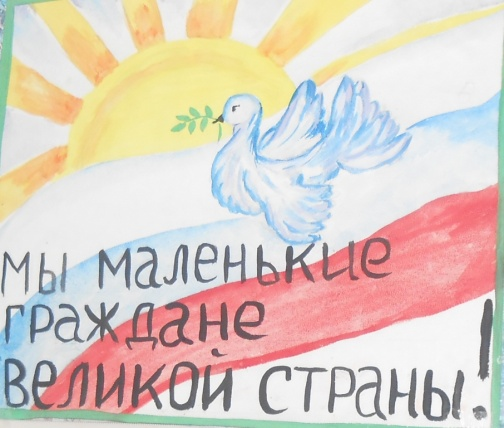 мы маленькие
граждане
великой страны!